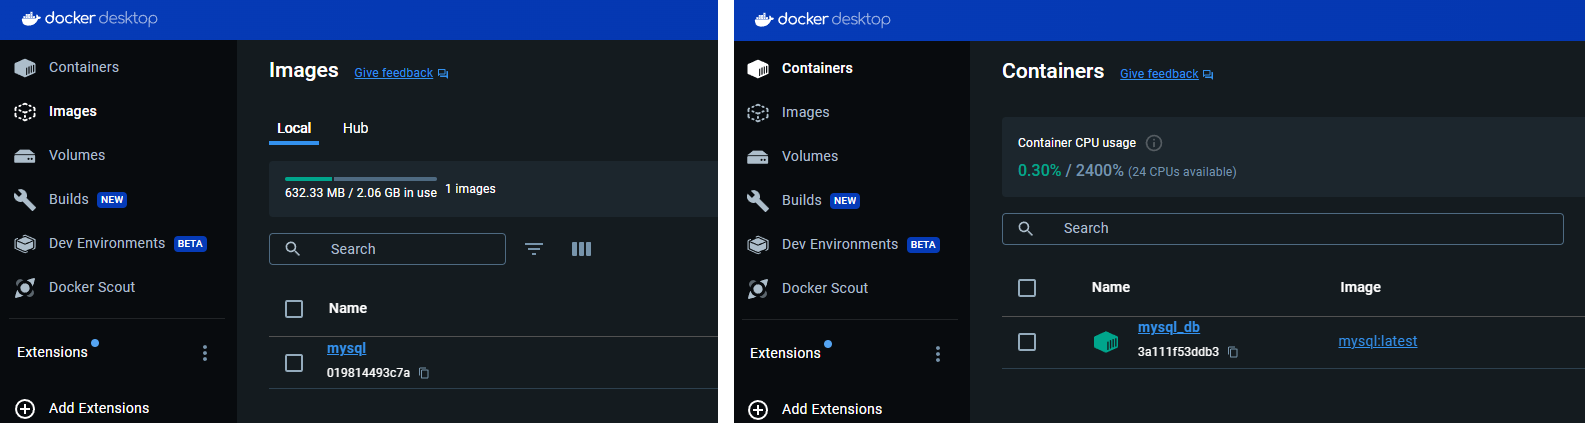 docker desktop
Containers
Images
Volumes
Builds NEW
Dev Environments BETA
Docker Scout
Extensions
Add Extensions
Images Give feedback
Local Hub
632.33 MB / 2.06 GB in use 1 images
Search
Name
mysql
019814493c7a
docker desktop
Containers
Images
Volumes
Builds NEW
Dev Environments BETA
Docker Scout
Extensions
Add Extensions
Containers Give feedback
Container CPU usage
0.30% / 2400% (24 CPUs available)
Search
Name Image
mysql_db
3a111f53ddb3
mysql:latest